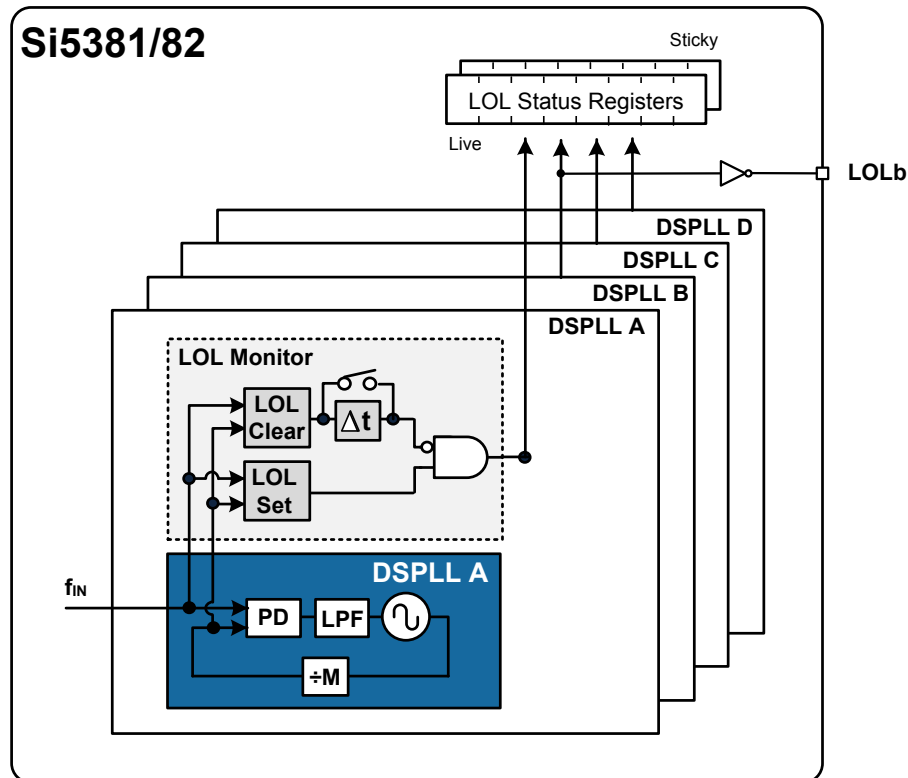 Si5381/82
Sticky
LOL Status Registers
Live
LOLb
DSPLL D
DSPLL C
DSPLL B
DSPLL A
LOL Monitor
LOL
Clear
Δt
LOL
Set
DSPLL A
fIN
PD
LPF
÷M